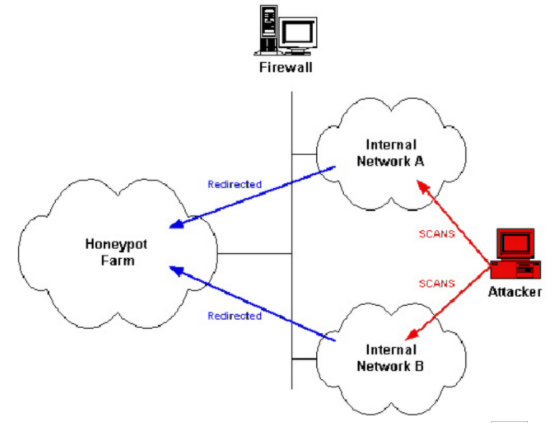 Firewall
Internal
Network A
Redirected
SCANS
Honeypot
Farm
SCANS
Attacker
Redirected
Internal
Network B